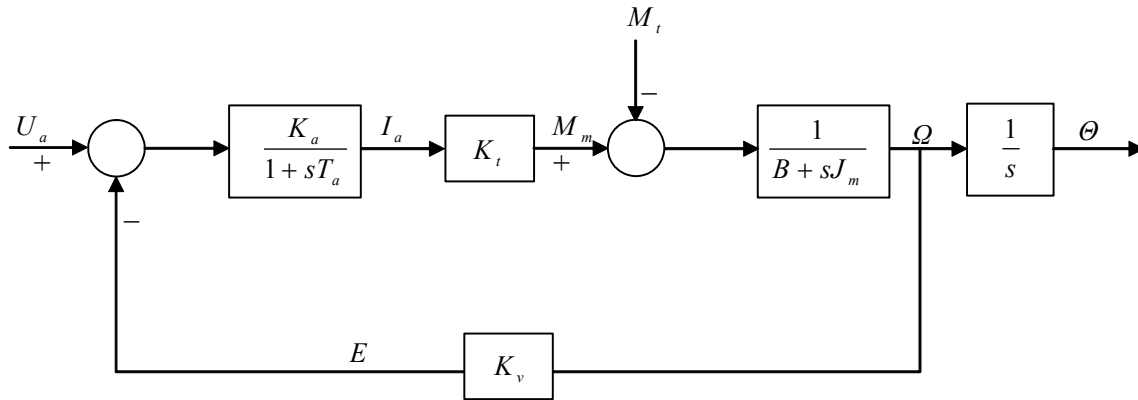 M_t
−
U_a
+
K_a
1 + sT_a
I_a
K_t
M_m
+
1
B + sJ_m
Ω
1
s
Θ
−
E
K_v